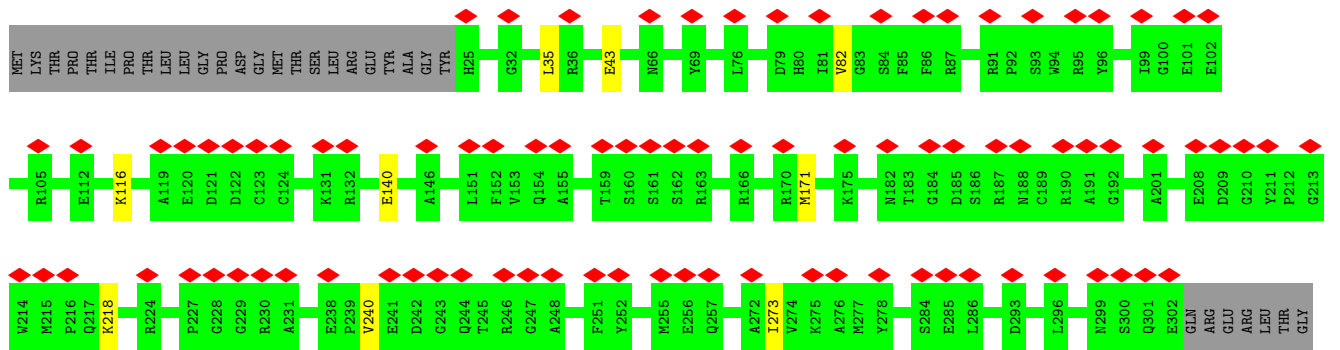 MET LYS THR PRO THR ILE PRO THR LEU LEU GLY PRO ASP GLY MET THR SER LEU ARG GLU TYR ALA GLY TYR H25 G32 L35 R36 E43 N66 Y69 L76 D79 H80 I81 V82 G83 S84 F85 F86 R87 R91 P92 S93 W94 R95 Y96 I99 G100 E101 E102
R105 E112 K116 A119 E120 D121 D122 C123 C124 K131 R132 E140 A146 L151 F152 V153 Q154 A155 T159 S160 S161 S162 R163 R166 R170 M171 K175 N182 T183 G184 D185 S186 R187 N188 C189 R190 A191 G192 A201 E208 D209 G210 Y211 P212 G213
W214 M215 P216 Q217 K218 R224 P227 G228 G229 R230 A231 E238 P239 V240 E241 D242 G243 Q244 T245 R246 G247 A248 F251 Y252 M255 E256 Q257 A272 I273 V274 K275 A276 M277 Y278 S284 E285 L286 D293 L296 N299 S300 Q301 E302 GLN ARG GLU ARG LEU THR GLY